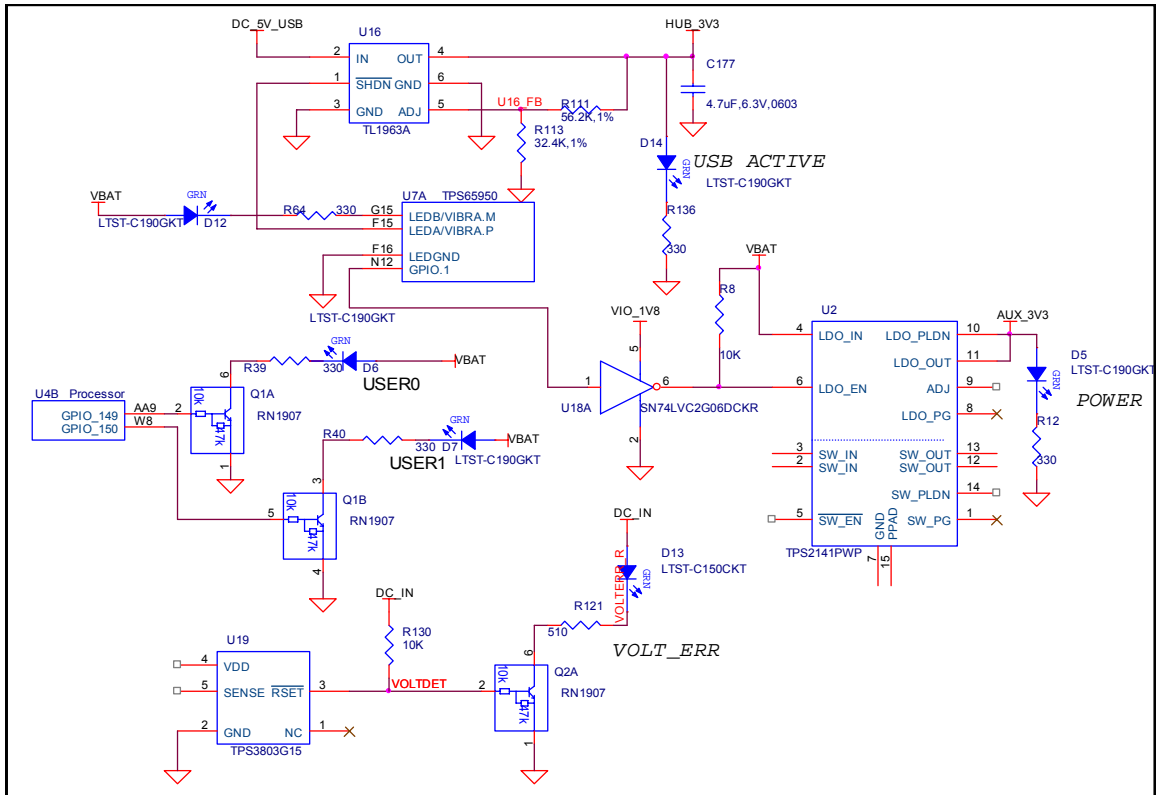 DC_5V_USB
HUB_3V3
U16
2 IN OUT 4
1 SHDN GND 6
3 GND ADJ 5
TL1963A
C177
4.7uF,6.3V,0603
U16_FB
R111
56.2K,1%
R113
32.4K,1%
D14
GRN
USB ACTIVE
LTST-C190GKT
R136
330
VBAT
GRN
LTST-C190GKT D12
R64 330
U7A TPS65950
G15 LEDB/VIBRA.M
F15 LEDA/VIBRA.P
F16 LEDGND
N12 GPIO.1
LTST-C190GKT
VIO_1V8
5
1 6
U18A SN74LVC2G06DCKR
2
VBAT
R8
10K
U2
4 LDO_IN LDO_PLDN 10
LDO_OUT 11
6 LDO_EN ADJ 9
LDO_PG 8
3 SW_IN SW_OUT 13
2 SW_IN SW_OUT 12
SW_PLDN 14
5 SW_EN SW_PG 1
GND PPAD
7 15
TPS2141PWP
AUX_3V3
D5
LTST-C190GKT
GRN
POWER
R12
330
U4B Processor
GPIO_149 AA9
GPIO_150 W8
R39 330 D6
GRN
VBAT
USER0
6
Q1A
2 10k
47k
RN1907
1
R40 330 D7
GRN
VBAT
LTST-C190GKT
USER1
3
Q1B
5 10k
47k
RN1907
4
DC_IN
D13
LTST-C150CKT
GRN
VOLTERR_R
R121
510
VOLT_ERR
DC_IN
R130
10K
U19
4 VDD
5 SENSE RSET 3
2 GND NC 1
TPS3803G15
VOLTDET
6
Q2A
2 10k
47k
RN1907
1